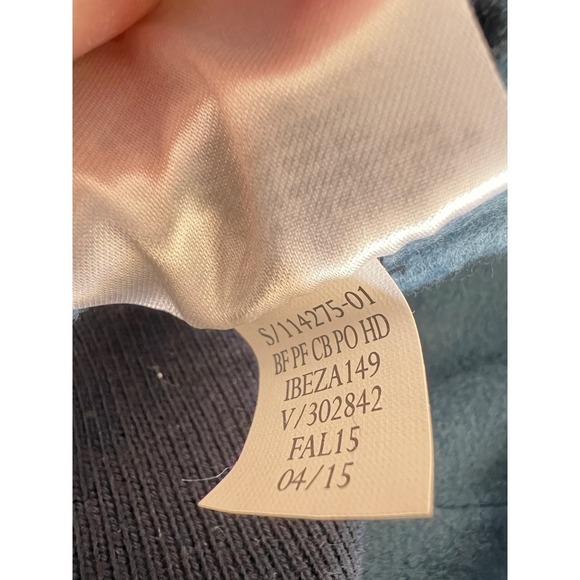 S/114275-01
BF PF CB PO HD
IBEZA149
V/302842
FAL15
04/15